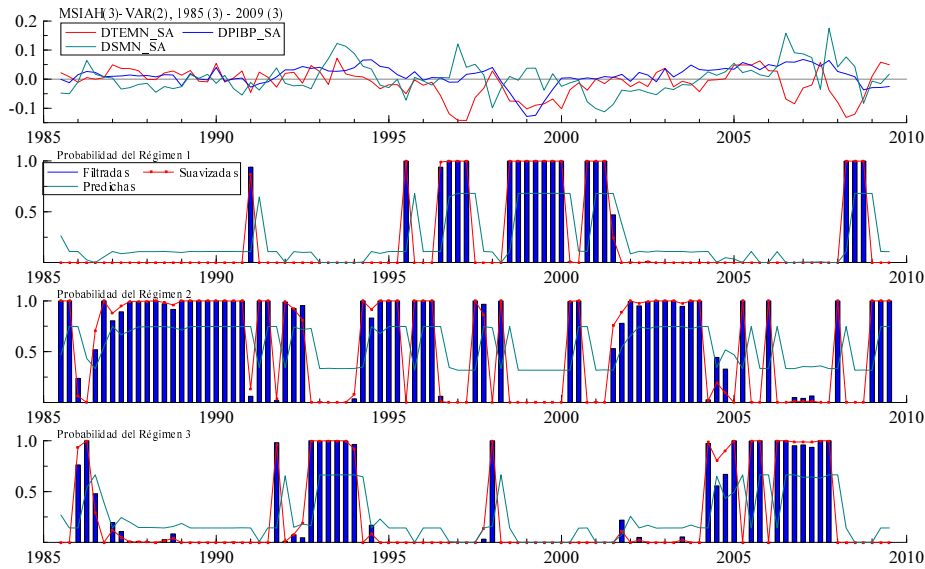 MSIAH(3)-VAR(2), 1985 (3) - 2009 (3)
0.2
DTEMN_SA DPIBP_SA
DSMN_SA
0.1
0.0
-0.1
1985 1990 1995 2000 2005 2010
Probabilidad del Régimen 1
1.0
Filtradas Suavizadas
Predichas
0.5
1985 1990 1995 2000 2005 2010
Probabilidad del Régimen 2
1.0
0.5
1985 1990 1995 2000 2005 2010
Probabilidad del Régimen 3
1.0
0.5
1985 1990 1995 2000 2005 2010